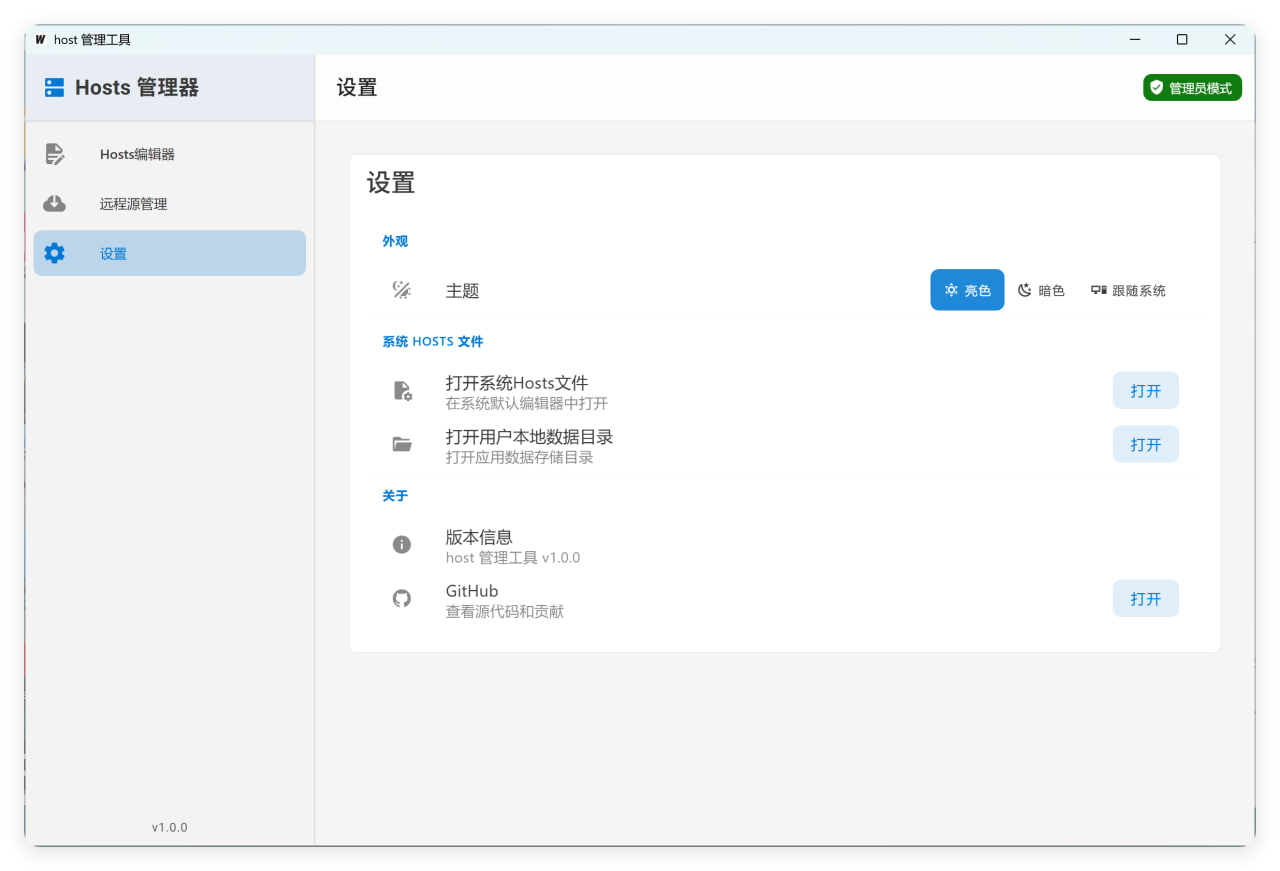 W host 管理工具
Hosts 管理器
Hosts编辑器
远程源管理
设置
v1.0.0
设置
管理员模式
设置
外观
主题
亮色
暗色
跟随系统
系统 HOSTS 文件
打开系统Hosts文件
在系统默认编辑器中打开
打开
打开用户本地数据目录
打开应用数据存储目录
打开
关于
版本信息
host 管理工具 v1.0.0
GitHub
查看源代码和贡献
打开